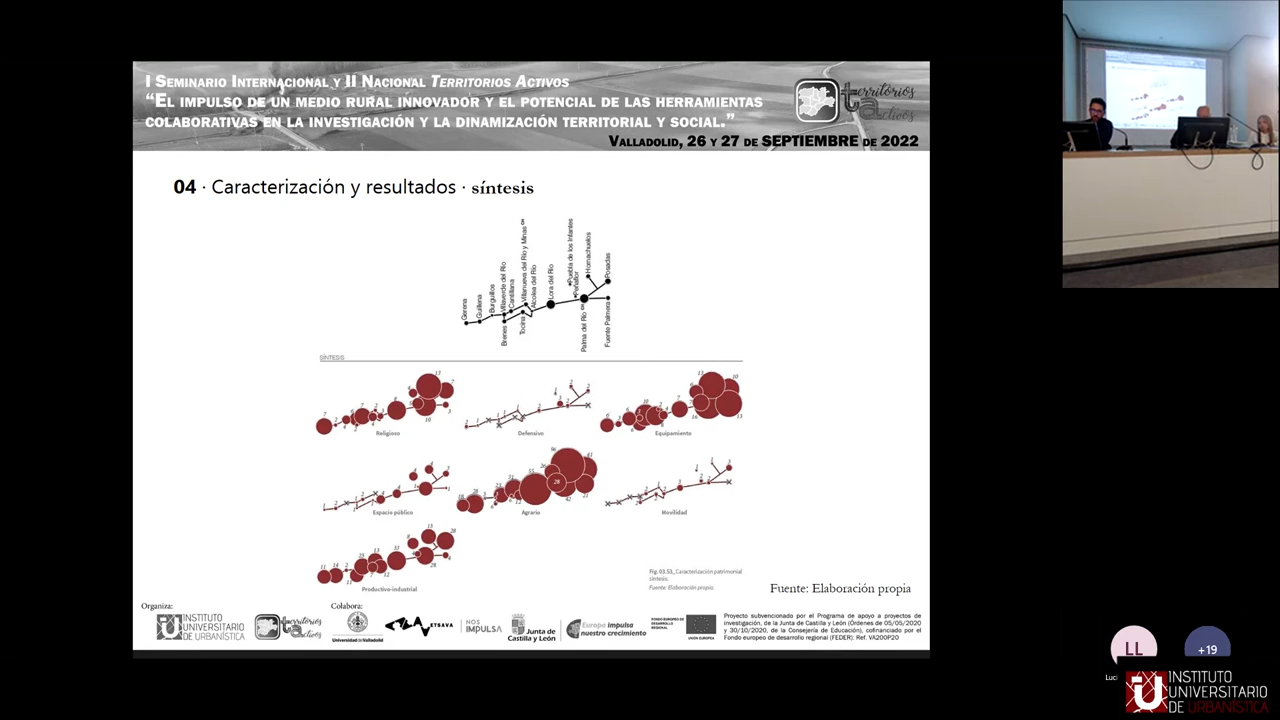 I Seminario Internacional y II Nacional Territorios Activos
"El impulso de un medio rural innovador y el potencial de las herramientas
colaborativas en la investigación y la dinamización territorial y social."
Valladolid, 26 y 27 de SEPTIEMBRE de 2022
territorios
activos
04 · Caracterización y resultados · síntesis
Gerena
Guillena
Burguillos
Villaverde del Río
Brenes
Cantillana
Tocina
Villanueva del Río y Minas
Alcolea del Río
Lora del Río
Puebla de los Infantes
Peñaflor
Palma del Río
Hornachuelos
Posadas
Fuente Palmera
SÍNTESIS
Religioso
Defensivo
Equipamiento
Espacio público
Agrario
Movilidad
Productivo-industrial
Fig. 03.53_ Caracterización patrimonial
síntesis.
Fuente: Elaboración propia.
Fuente: Elaboración propia
Organiza:
INSTITUTO
UNIVERSITARIO
DE URBANÍSTICA
territorios
activos
Colabora:
Universidad de Valladolid
ETSAVA
NOS
IMPULSA
Junta de
Castilla y León
Europa impulsa
nuestro crecimiento
FONDO EUROPEO DE
DESARROLLO
REGIONAL
UNIÓN EUROPEA
Proyecto subvencionado por el Programa de apoyo a proyectos de
investigación, de la Junta de Castilla y León (Órdenes de 05/05/2020
y 30/10/2020, de la Consejería de Educación), cofinanciado por el
Fondo europeo de desarrollo regional (FEDER): Ref. VA200P20
LL
+19
Luci
INSTITUTO
UNIVERSITARIO
DE URBANÍSTICA